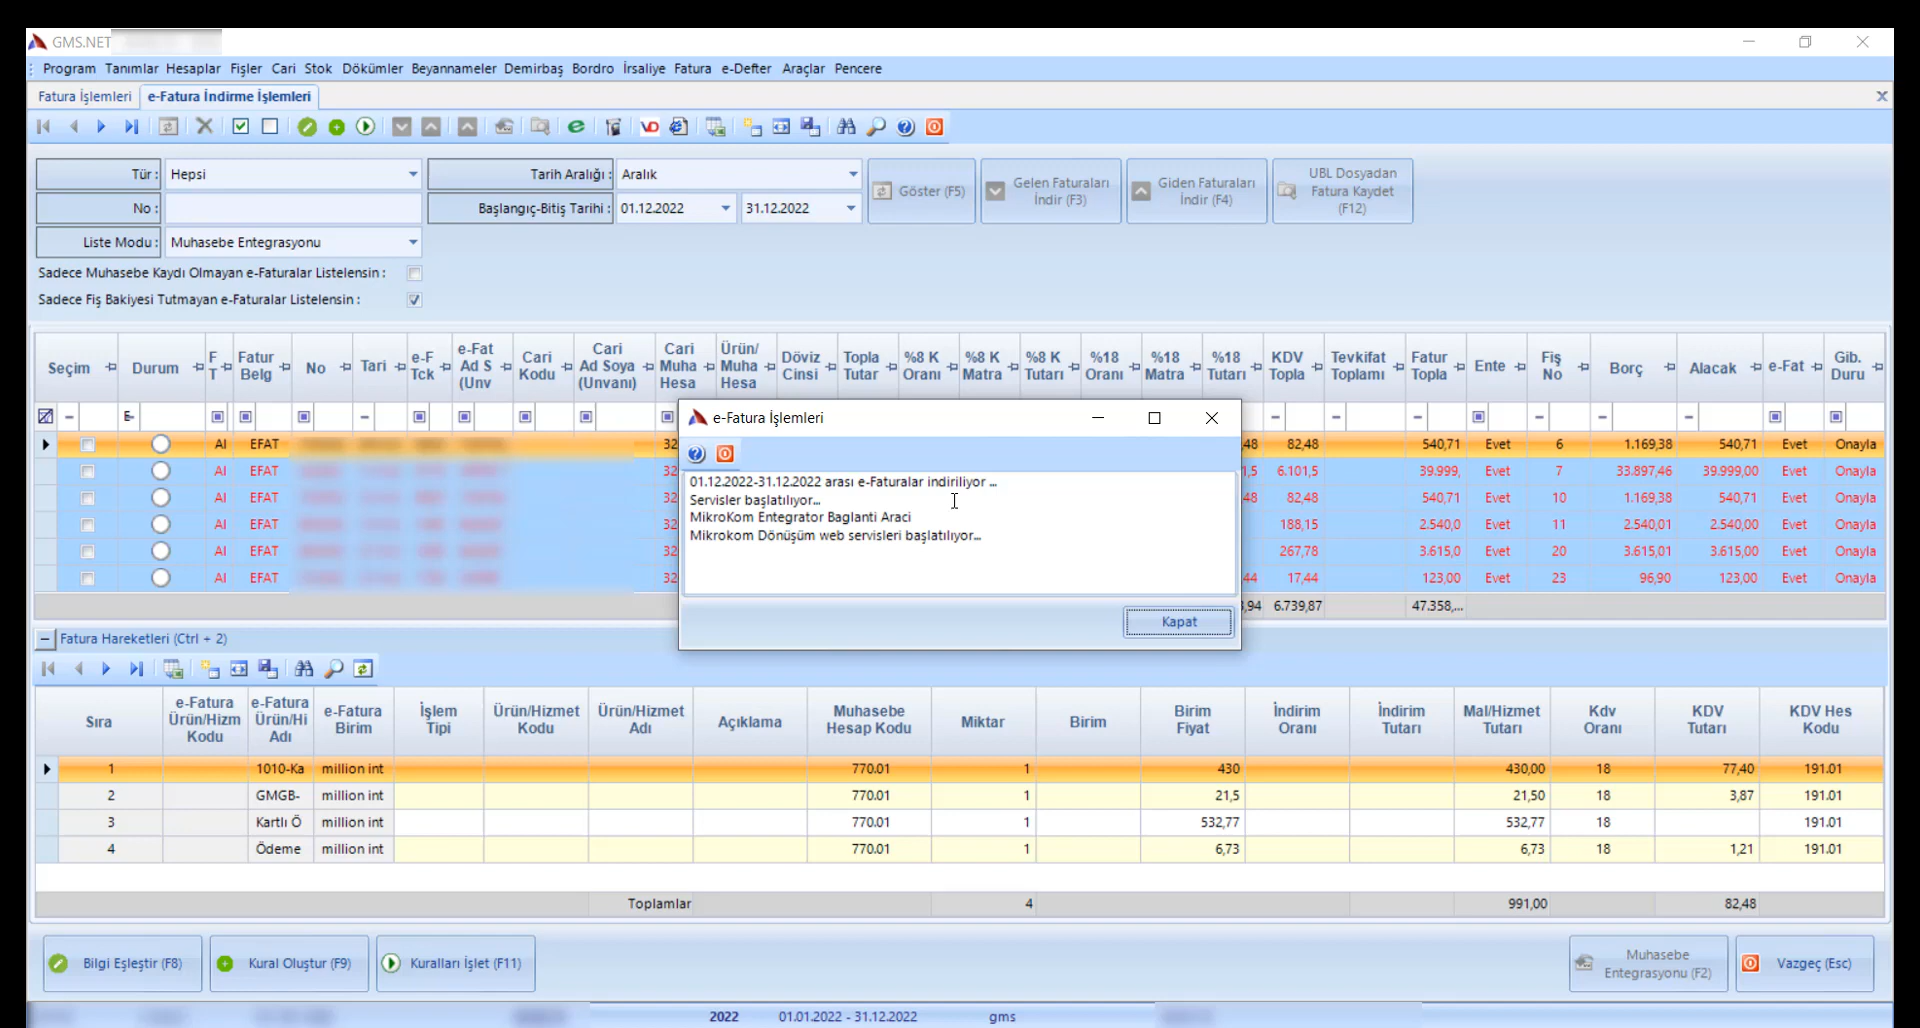 GMS.NET
Program Tanımlar Hesaplar Fişler Cari Stok Dökümler Beyannameler Demirbaş Bordro İrsaliye Fatura e-Defter Araçlar Pencere
Fatura İşlemleri e-Fatura İndirme İşlemleri
Tür : Hepsi Tarih Aralığı : Aralık
No : Başlangıç-Bitiş Tarihi : 01.12.2022 31.12.2022
Göster (F5)
Gelen Faturaları
İndir (F3)
Giden Faturaları
İndir (F4)
UBL Dosyadan
Fatura Kaydet
(F12)
Liste Modu : Muhasebe Entegrasyonu
Sadece Muhasebe Kaydı Olmayan e-Faturalar Listelensin :
Sadece Fiş Bakiyesi Tutmayan e-Faturalar Listelensin :
Seçim
Durum
F
T
Fatur
Belg
No
Tari
e-F
Tck
e-Fat
Ad S
(Unv
Cari
Kodu
Cari
Ad Soya
(Unvanı)
Cari
Muha
Hesa
Ürün/
Muha
Hesa
Döviz
Cinsi
Topla
Tutar
%8 K
Oranı
%8 K
Matra
%8 K
Tutarı
%18
Oranı
%18
Matra
%18
Tutarı
KDV
Topla
Tevkifat
Toplamı
Fatur
Topla
Ente
Fiş
No
Borç
Alacak
e-Fat
Gib.
Duru
Al EFAT 32 48 82,48 540,71 Evet 6 1.169,38 540,71 Evet Onayla
Al EFAT 32 1,5 6.101,5 39.999, Evet 7 33.897,46 39.999,00 Evet Onayla
Al EFAT 32 48 82,48 540,71 Evet 10 1.169,38 540,71 Evet Onayla
Al EFAT 32 188,15 2.540,0 Evet 11 2.540,01 2.540,00 Evet Onayla
Al EFAT 32 267,78 3.615,0 Evet 20 3.615,01 3.615,00 Evet Onayla
Al EFAT 32 44 17,44 123,00 Evet 23 96,90 123,00 Evet Onayla
,94 6.739,87 47.358,...
e-Fatura İşlemleri
01.12.2022-31.12.2022 arası e-Faturalar indiriliyor ...
Servisler başlatılıyor...
MikroKom Entegrator Baglanti Araci
Mikrokom Dönüşüm web servisleri başlatılıyor...
Kapat
Fatura Hareketleri (Ctrl + 2)
Sıra
e-Fatura
Ürün/Hizm
Kodu
e-Fatura
Ürün/Hi
Adı
e-Fatura
Birim
İşlem
Tipi
Ürün/Hizmet
Kodu
Ürün/Hizmet
Adı
Açıklama
Muhasebe
Hesap Kodu
Miktar
Birim
Birim
Fiyat
İndirim
Oranı
İndirim
Tutarı
Mal/Hizmet
Tutarı
Kdv
Oranı
KDV
Tutarı
KDV Hes
Kodu
1 1010-Ka million int 770.01 1 430 430,00 18 77,40 191.01
2 GMGB- million int 770.01 1 21,5 21,50 18 3,87 191.01
3 Kartlı Ö million int 770.01 1 532,77 532,77 18 191.01
4 Ödeme million int 770.01 1 6,73 6,73 18 1,21 191.01
Toplamlar 4 991,00 82,48
Bilgi Eşleştir (F8)
Kural Oluştur (F9)
Kuralları İşlet (F11)
Muhasebe
Entegrasyonu (F2)
Vazgeç (Esc)
2022 01.01.2022 - 31.12.2022 gms